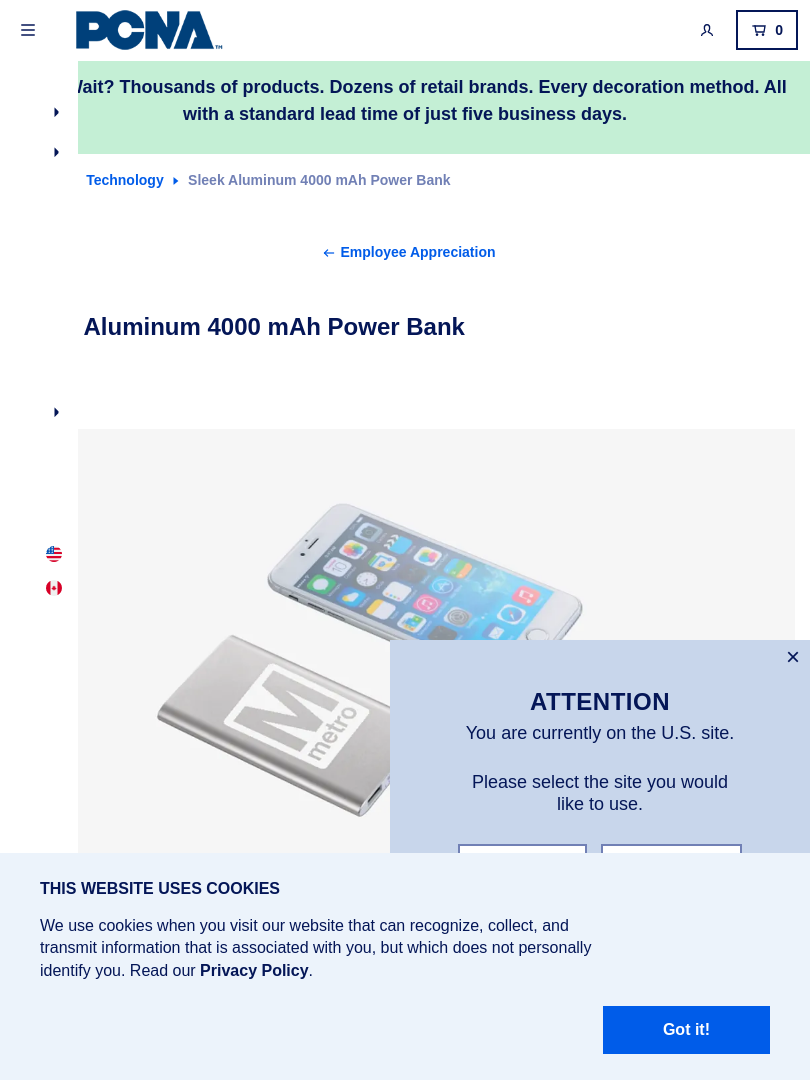 PCNA™
0
Wait? Thousands of products. Dozens of retail brands. Every decoration method. All
with a standard lead time of just five business days.
Technology
Sleek Aluminum 4000 mAh Power Bank
Employee Appreciation
Aluminum 4000 mAh Power Bank
M
metro
ATTENTION
You are currently on the U.S. site.
Please select the site you would
like to use.
THIS WEBSITE USES COOKIES
We use cookies when you visit our website that can recognize, collect, and
transmit information that is associated with you, but which does not personally
identify you. Read our Privacy Policy.
Got it!